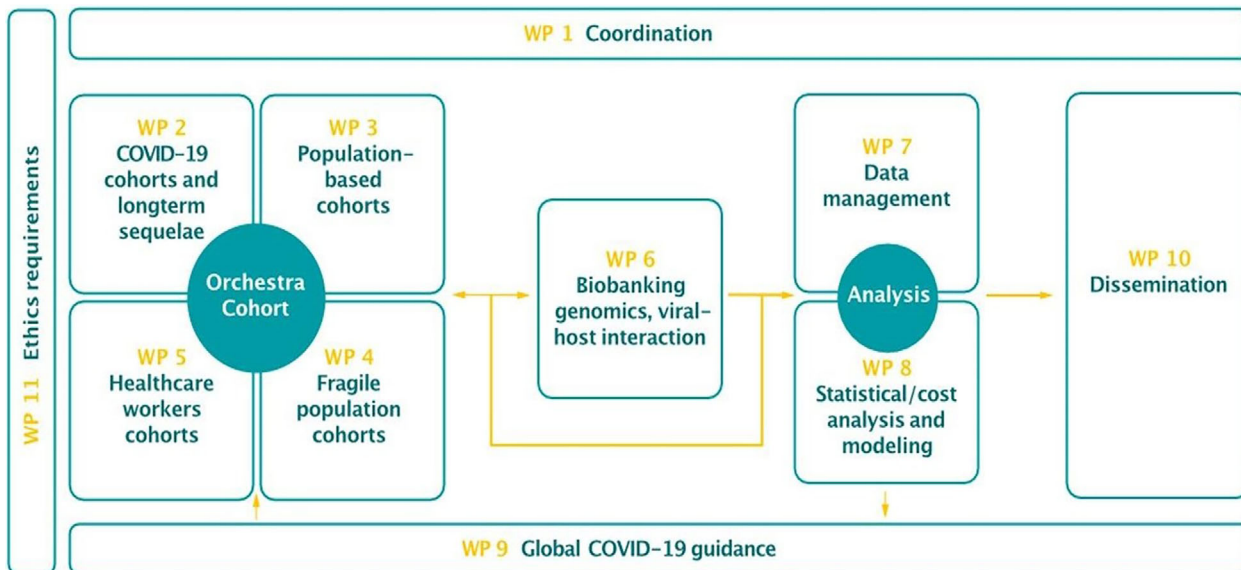 WP 1 Coordination
WP 11 Ethics requirements
WP 2
COVID-19
cohorts and
longterm
sequelae
WP 3
Population-
based
cohorts
Orchestra
Cohort
WP 5
Healthcare
workers
cohorts
WP 4
Fragile
population
cohorts
WP 6
Biobanking
genomics, viral-
host interaction
WP 7
Data
management
Analysis
WP 8
Statistical/cost
analysis and
modeling
WP 10
Dissemination
WP 9 Global COVID-19 guidance